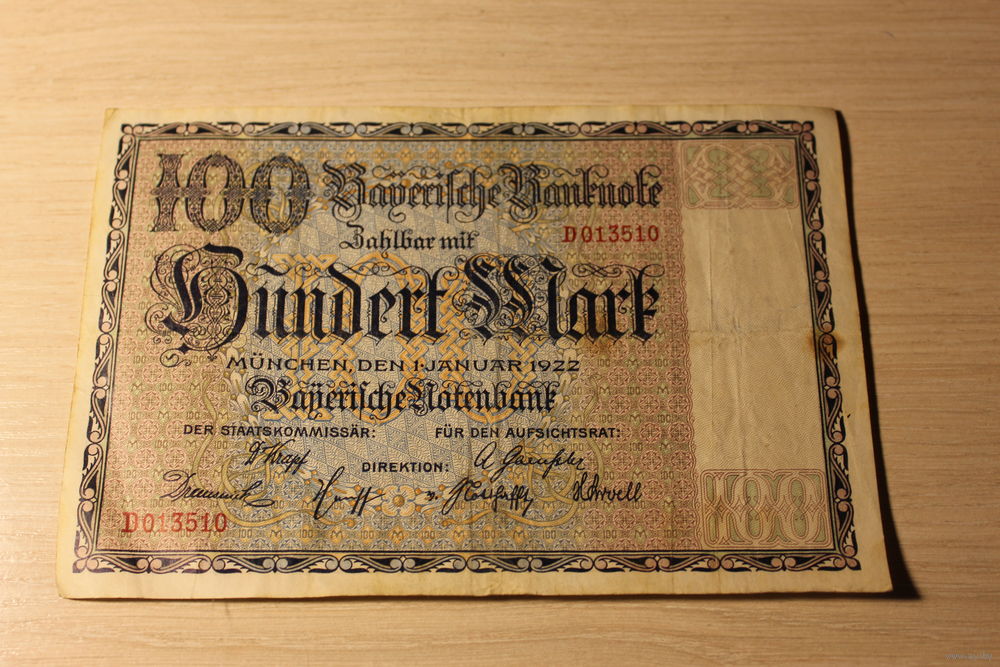 100 Bayerische Banknote
Zahlbar mit D013510
Hundert Mark
MÜNCHEN, DEN 1·JANUAR 1922
Bayerische Notenbank
DER STAATSKOMMISSÄR: FÜR DEN AUFSICHTSRAT:
DIREKTION:
D013510
100